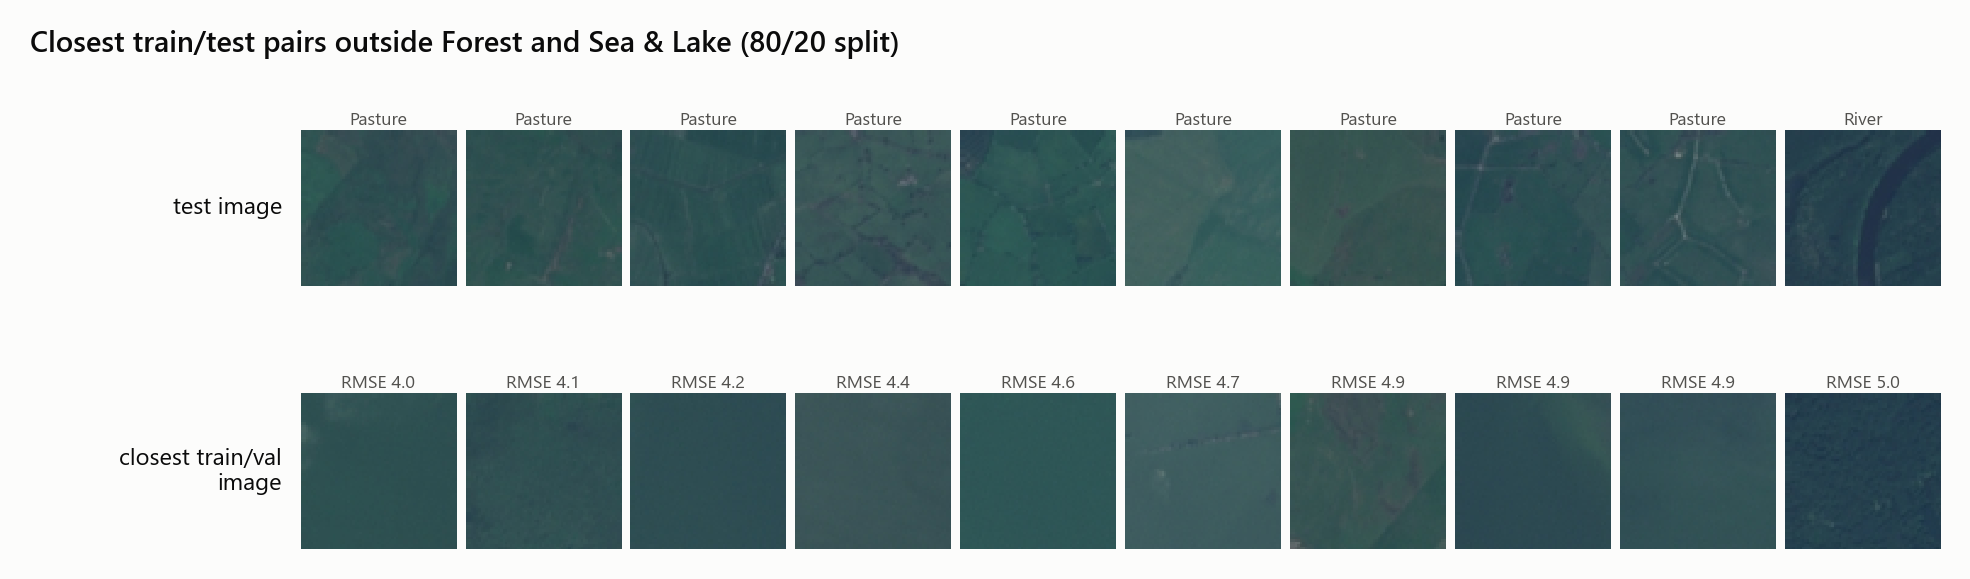 Closest train/test pairs outside Forest and Sea & Lake (80/20 split)
Pasture Pasture Pasture Pasture Pasture Pasture Pasture Pasture Pasture River
test image
RMSE 4.0 RMSE 4.1 RMSE 4.2 RMSE 4.4 RMSE 4.6 RMSE 4.7 RMSE 4.9 RMSE 4.9 RMSE 4.9 RMSE 5.0
closest train/val
image